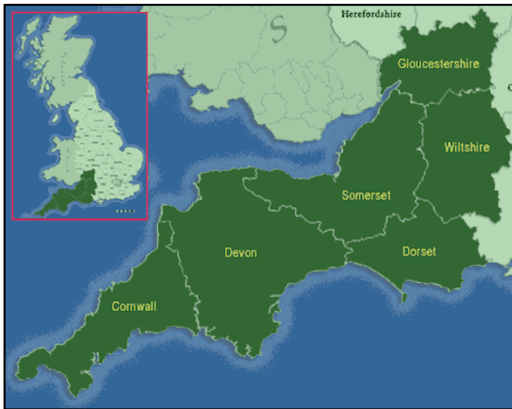 Herefordshire
S
Gloucestershire
Wiltshire
Somerset
Devon
Dorset
Cornwall